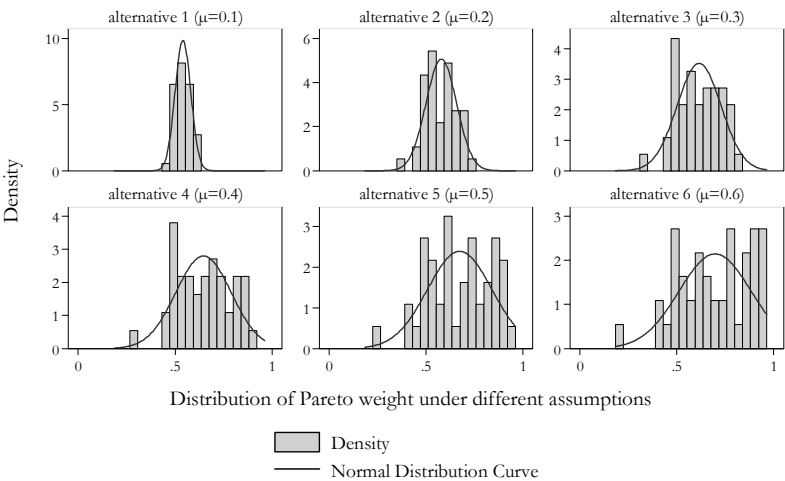 alternative 1 (μ=0.1) alternative 2 (μ=0.2) alternative 3 (μ=0.3)
10 5 0
6 4 2 0
4 3 2 1 0
Density
alternative 4 (μ=0.4) alternative 5 (μ=0.5) alternative 6 (μ=0.6)
4 3 2 1 0
3 2 1 0
3 2 1 0
0 .5 1 0 .5 1 0 .5 1
Distribution of Pareto weight under different assumptions
Density
Normal Distribution Curve